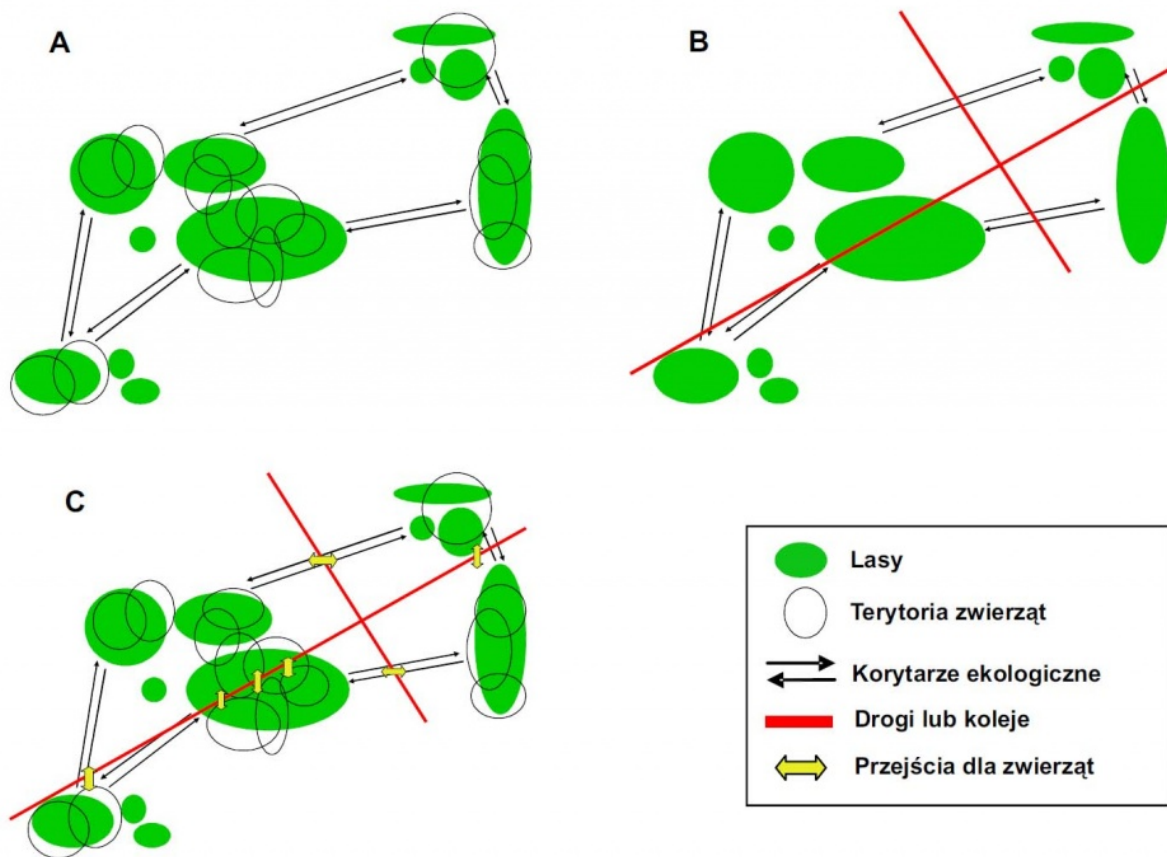 A
B
C
Lasy
Terytoria zwierząt
Korytarze ekologiczne
Drogi lub koleje
Przejścia dla zwierząt